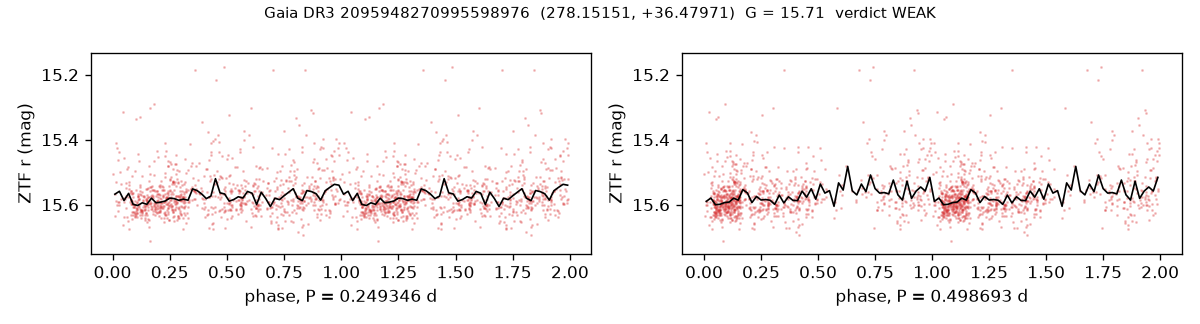 Gaia DR3 2095948270995598976 (278.15151, +36.47971) G = 15.71 verdict WEAK
ZTF r (mag)
15.2
15.4
15.6
0.00 0.25 0.50 0.75 1.00 1.25 1.50 1.75 2.00
phase, P = 0.249346 d
ZTF r (mag)
15.2
15.4
15.6
0.00 0.25 0.50 0.75 1.00 1.25 1.50 1.75 2.00
phase, P = 0.498693 d